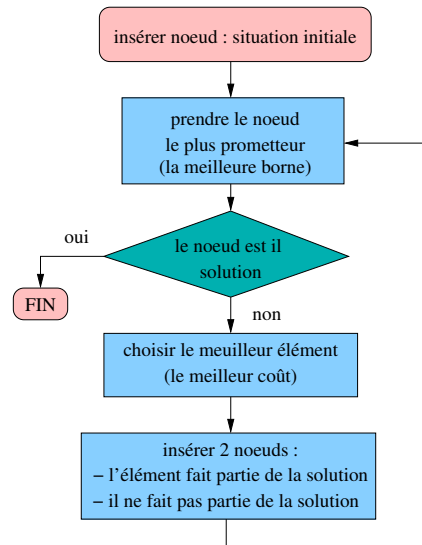 insérer noeud : situation initiale
prendre le noeud
le plus prometteur
(la meilleure borne)
oui
le noeud est il
solution
FIN
non
choisir le meuilleur élément
(le meilleur coût)
insérer 2 noeuds :
– l'élément fait partie de la solution
– il ne fait pas partie de la solution